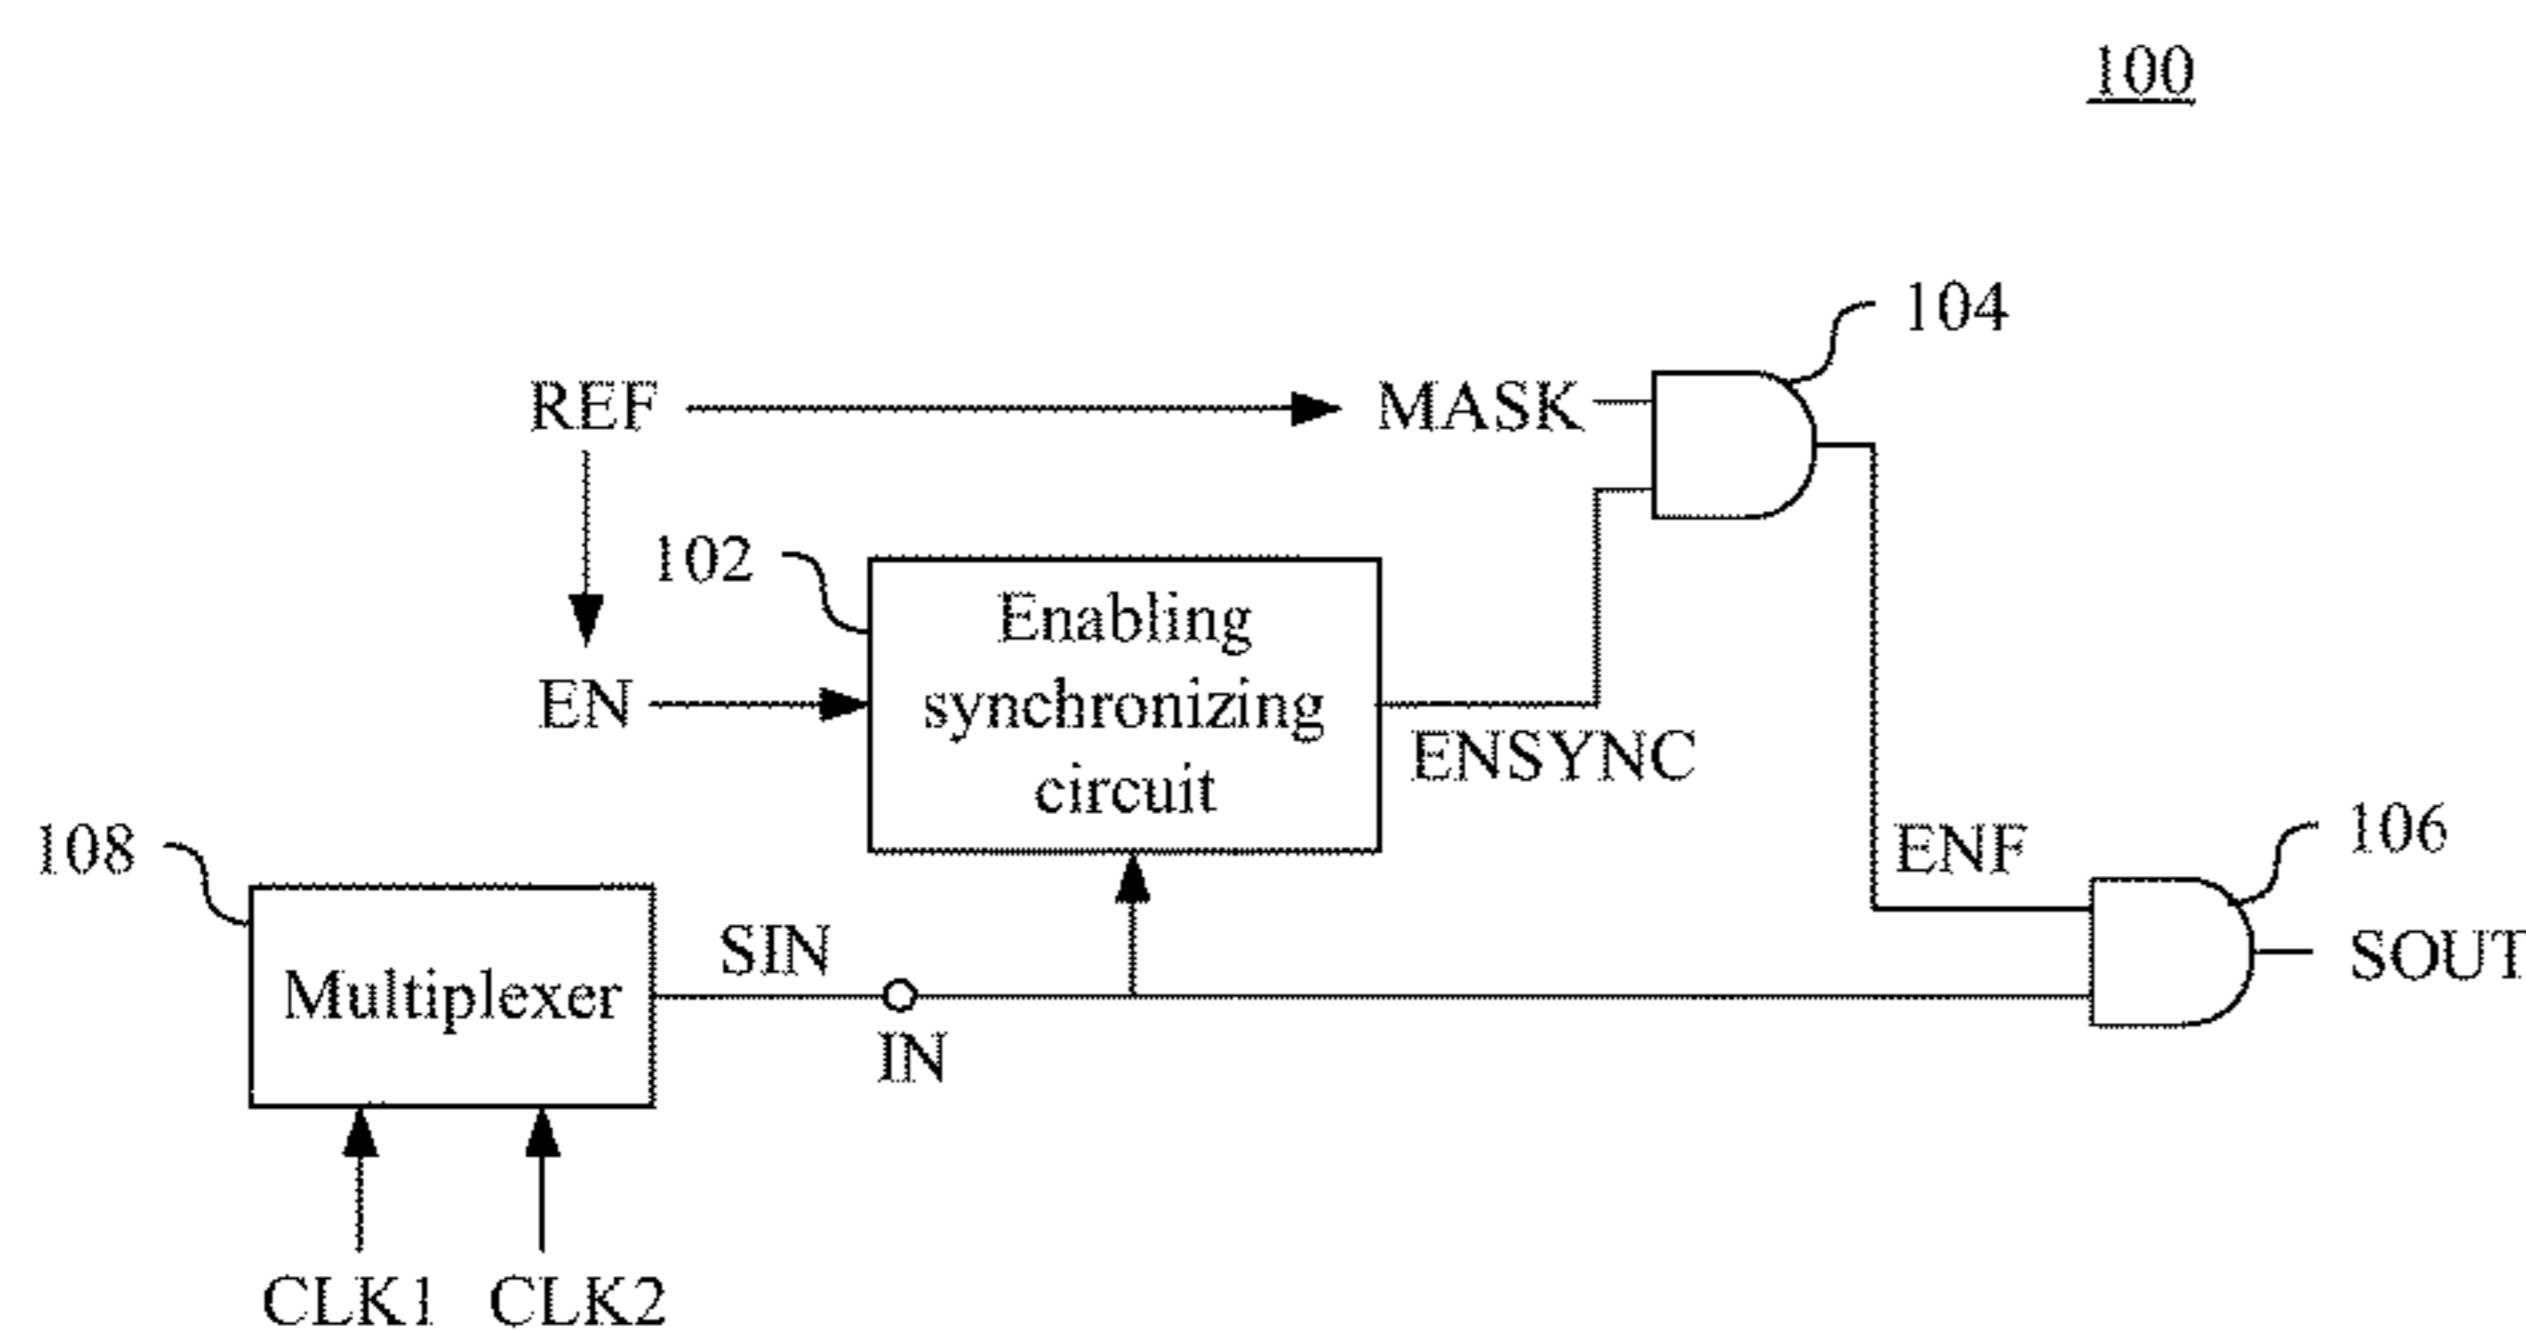 100
104
REF
MASK
102
Enabling
synchronizing
circuit
EN
ENSYNC
108
ENF
106
Multiplexer
SIN
IN
SOUT
CLK1
CLK2